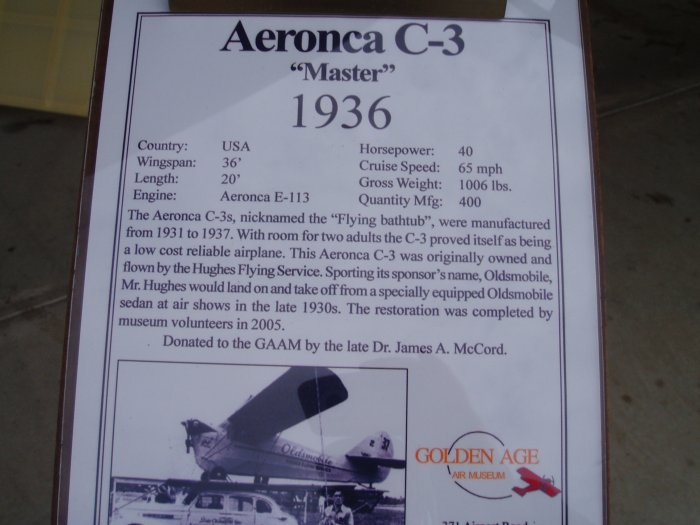 Aeronca C-3
“Master”
1936
Country: USA
Wingspan: 36’
Length: 20’
Engine: Aeronca E-113
Horsepower: 40
Cruise Speed: 65 mph
Gross Weight: 1006 lbs.
Quantity Mfg: 400
The Aeronca C-3s, nicknamed the “Flying bathtub”, were manufactured
from 1931 to 1937. With room for two adults the C-3 proved itself as being
a low cost reliable airplane. This Aeronca C-3 was originally owned and
flown by the Hughes Flying Service. Sporting its sponsor’s name, Oldsmobile,
Mr. Hughes would land on and take off from a specially equipped Oldsmobile
sedan at air shows in the late 1930s. The restoration was completed by
museum volunteers in 2005.
Donated to the GAAM by the late Dr. James A. McCord.
Oldsmobile
37
GOLDEN AGE
AIR MUSEUM
371 Airport